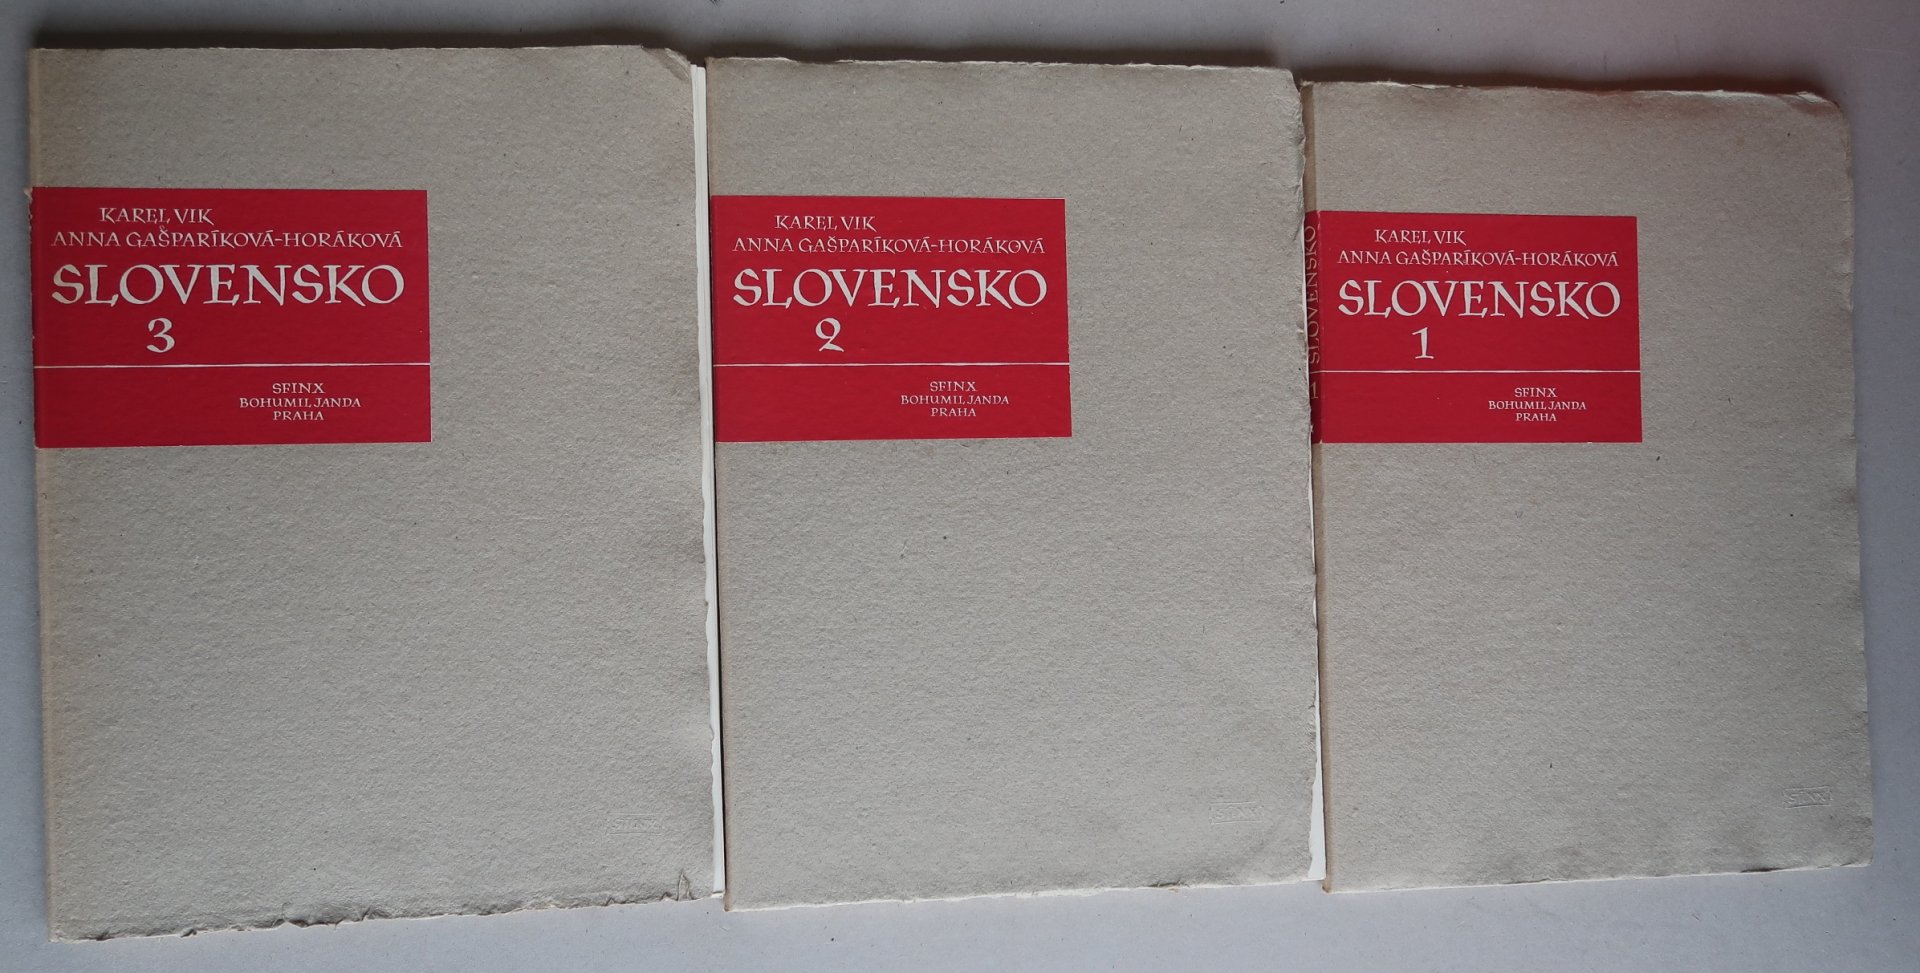 KAREL VIK
ANNA GAŠPARÍKOVÁ-HORÁKOVÁ
SLOVENSKO
3
SFINX
BOHUMIL JANDA
PRAHA
KAREL VIK
ANNA GAŠPARÍKOVÁ-HORÁKOVÁ
SLOVENSKO
2
SFINX
BOHUMIL JANDA
PRAHA
SLOVENSKO
1
KAREL VIK
ANNA GAŠPARÍKOVÁ-HORÁKOVÁ
SLOVENSKO
1
SFINX
BOHUMIL JANDA
PRAHA